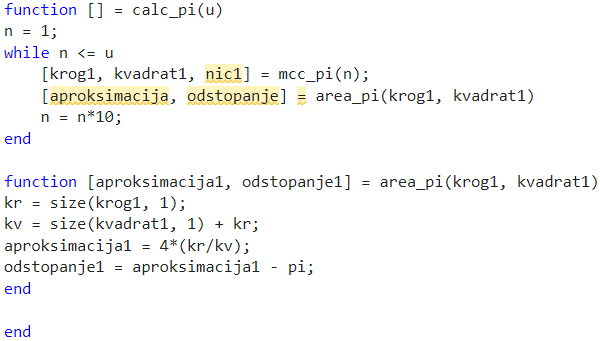 function [] = calc_pi(u)
n = 1;
while n <= u
    [krog1, kvadrat1, nic1] = mcc_pi(n);
    [aproksimacija, odstopanje] = area_pi(krog1, kvadrat1)
    n = n*10;
end

function [aproksimacija1, odstopanje1] = area_pi(krog1, kvadrat1)
kr = size(krog1, 1);
kv = size(kvadrat1, 1) + kr;
aproksimacija1 = 4*(kr/kv);
odstopanje1 = aproksimacija1 - pi;
end

end